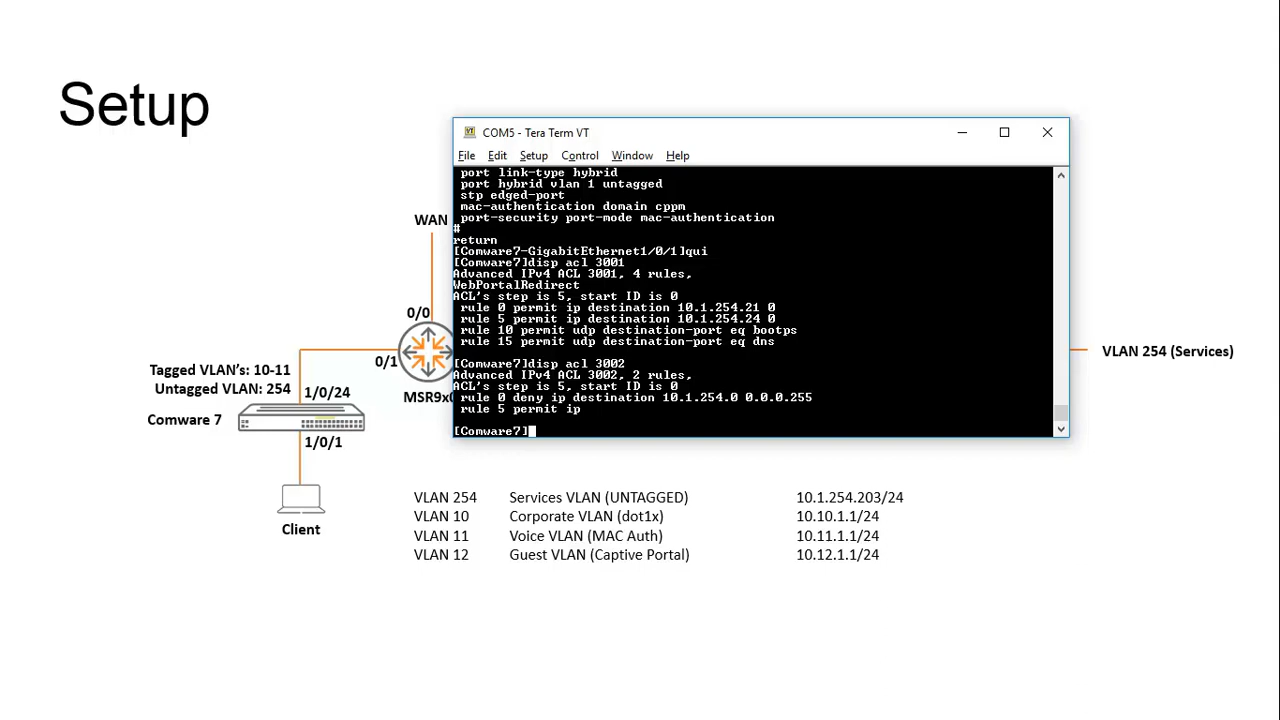 Setup
COM5 - Tera Term VT
File Edit Setup Control Window Help
port link-type hybrid
port hybrid vlan 1 untagged
stp edged-port
mac-authentication domain cppm
port-security port-mode mac-authentication
#
return
[Comware7-GigabitEthernet1/0/1]qui
[Comware7]disp acl 3001
Advanced IPv4 ACL 3001, 4 rules,
WebPortalRedirect
ACL's step is 5, start ID is 0
rule 0 permit ip destination 10.1.254.21 0
rule 5 permit ip destination 10.1.254.24 0
rule 10 permit udp destination-port eq bootps
rule 15 permit udp destination-port eq dns
[Comware7]disp acl 3002
Advanced IPv4 ACL 3002, 2 rules,
ACL's step is 5, start ID is 0
rule 0 deny ip destination 10.1.254.0 0.0.0.255
rule 5 permit ip
[Comware7]
WAN
0/0
0/1
Tagged VLAN's: 10-11
Untagged VLAN: 254
1/0/24
Comware 7
1/0/1
Client
VLAN 254 (Services)
VLAN 254 Services VLAN (UNTAGGED) 10.1.254.203/24
VLAN 10 Corporate VLAN (dot1x) 10.10.1.1/24
VLAN 11 Voice VLAN (MAC Auth) 10.11.1.1/24
VLAN 12 Guest VLAN (Captive Portal) 10.12.1.1/24